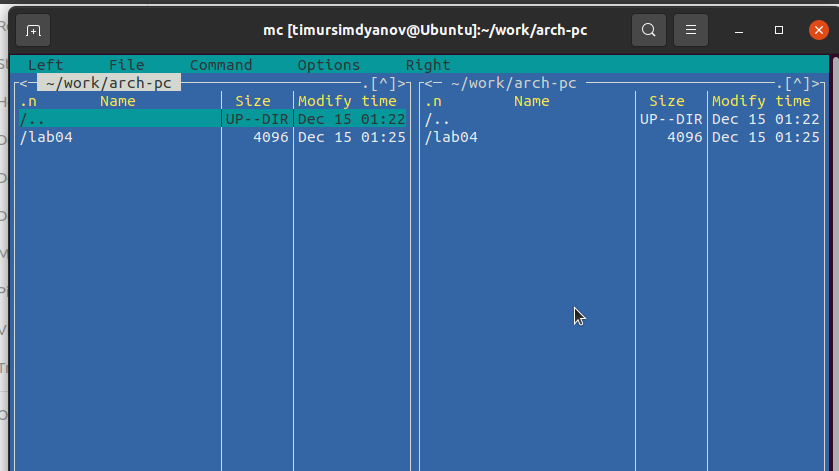 mc [timursimdyanov@Ubuntu]:~/work/arch-pc
Left File Command Options Right
<─ ~/work/arch-pc ─.[^]>
.n Name Size Modify time
/.. UP--DIR Dec 15 01:22
/lab04 4096 Dec 15 01:25
<─ ~/work/arch-pc ─.[^]>
.n Name Size Modify time
/.. UP--DIR Dec 15 01:22
/lab04 4096 Dec 15 01:25